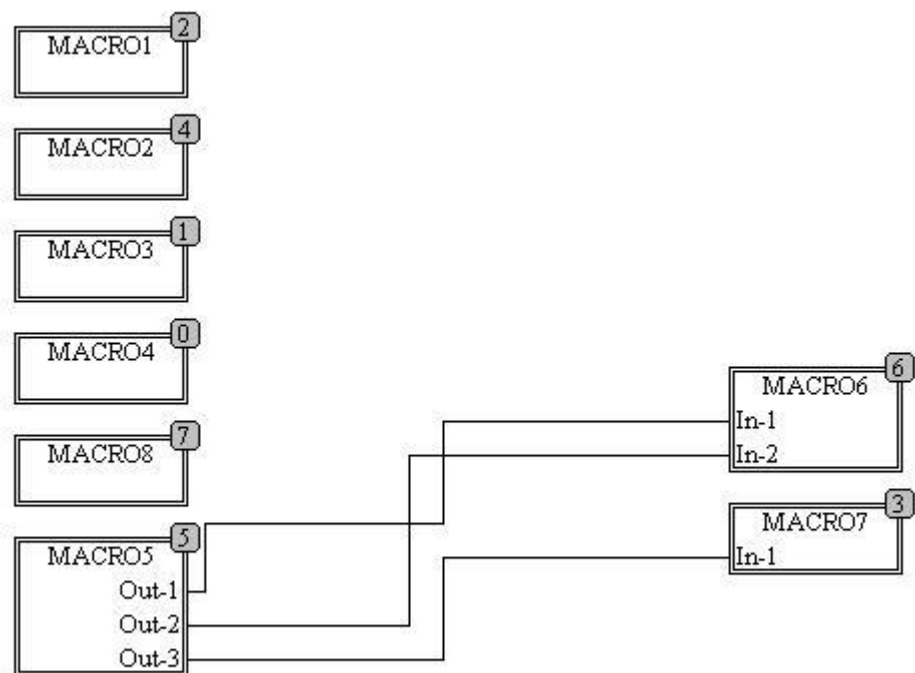 2
MACRO1
4
MACRO2
1
MACRO3
0
MACRO4
7
MACRO8
5
MACRO5
Out-1
Out-2
Out-3
6
MACRO6
In-1
In-2
3
MACRO7
In-1